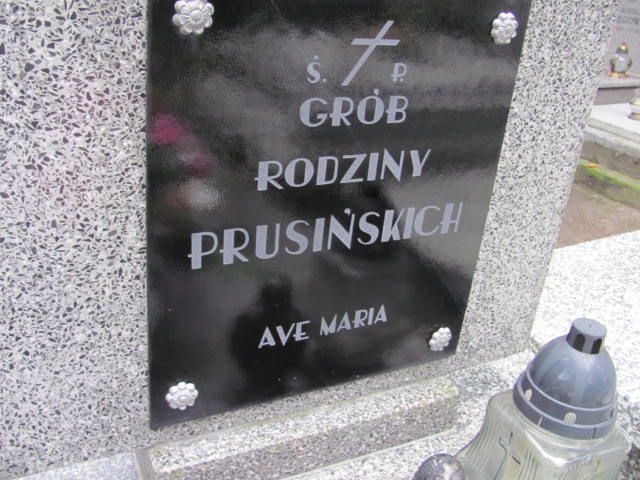 Ś. P.
GRÓB
RODZINY
PRUSIŃSKICH
AVE MARIA